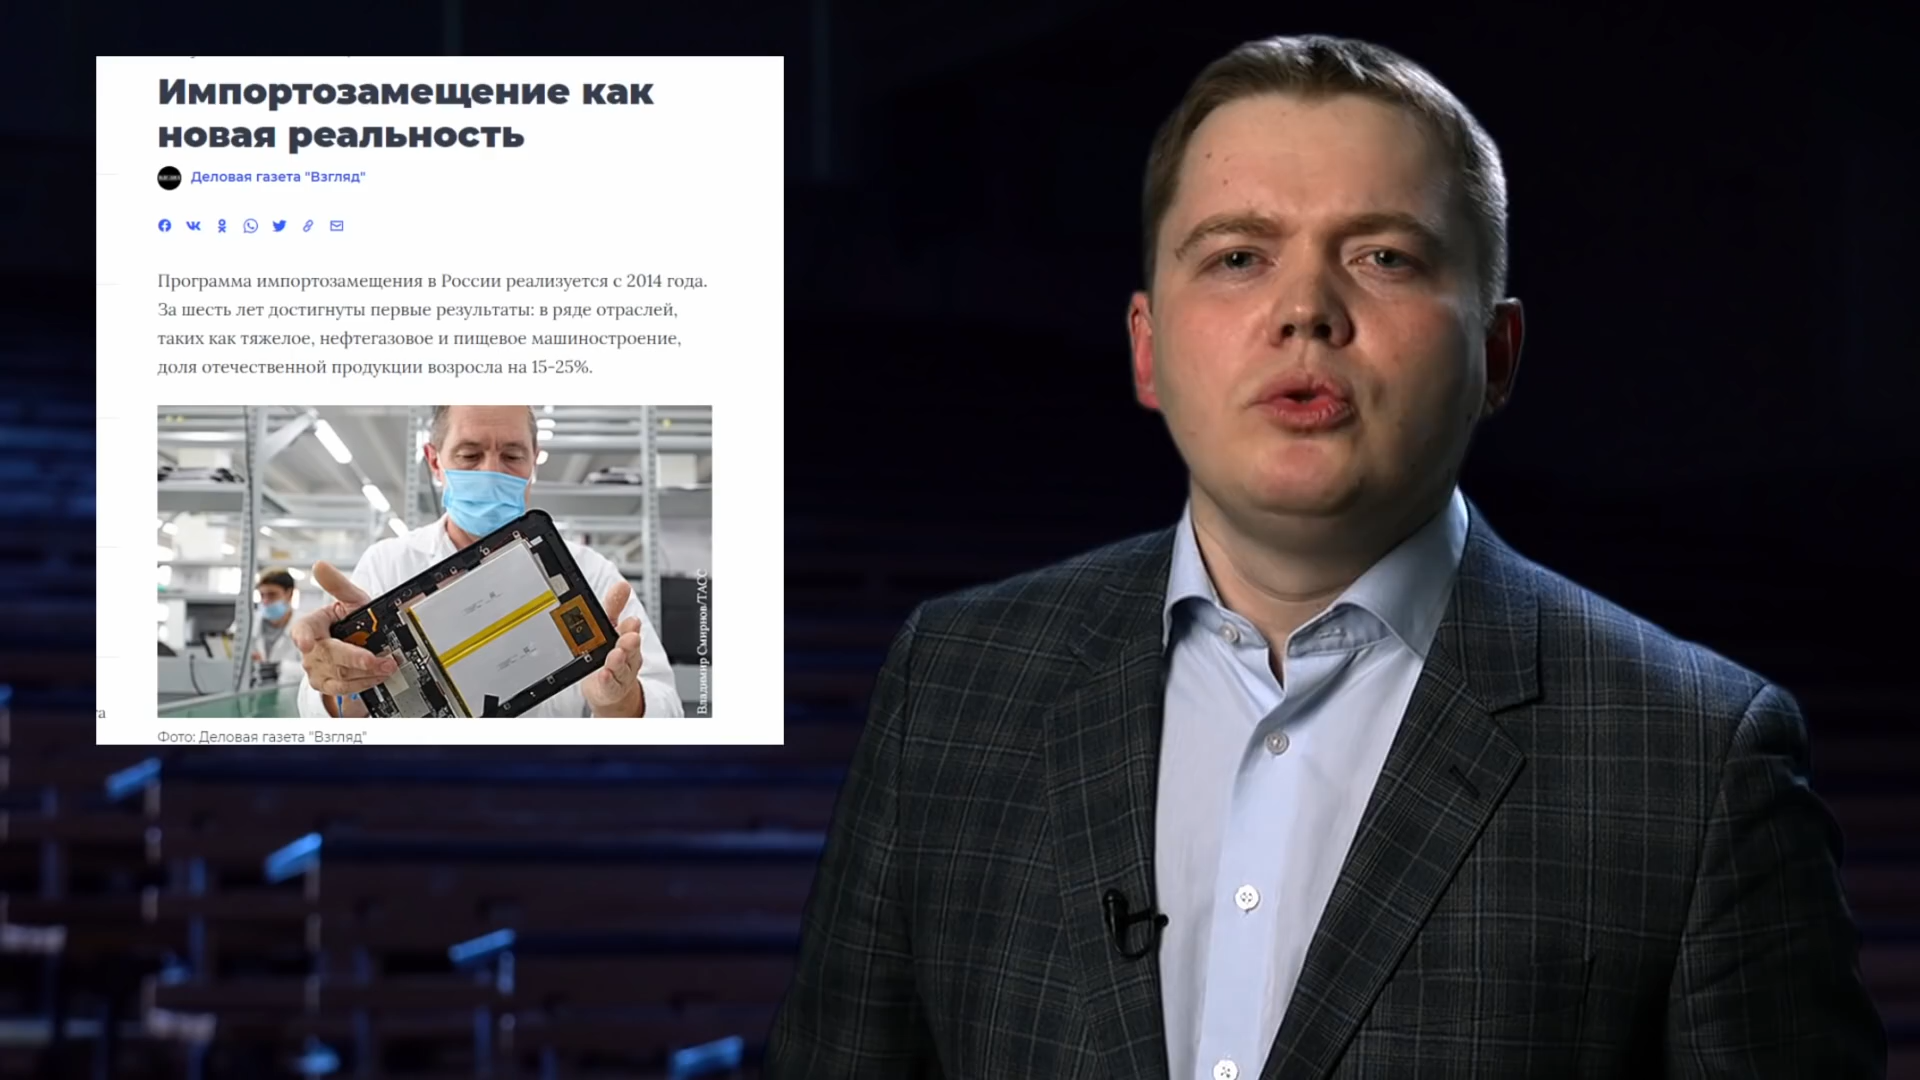 Импортозамещение как
новая реальность
Деловая газета "Взгляд"
Программа импортозамещения в России реализуется с 2014 года.
За шесть лет достигнуты первые результаты: в ряде отраслей,
таких как тяжелое, нефтегазовое и пищевое машиностроение,
доля отечественной продукции возросла на 15-25%.
Владимир Смирнов/ТАСС
Фото: Деловая газета "Взгляд"